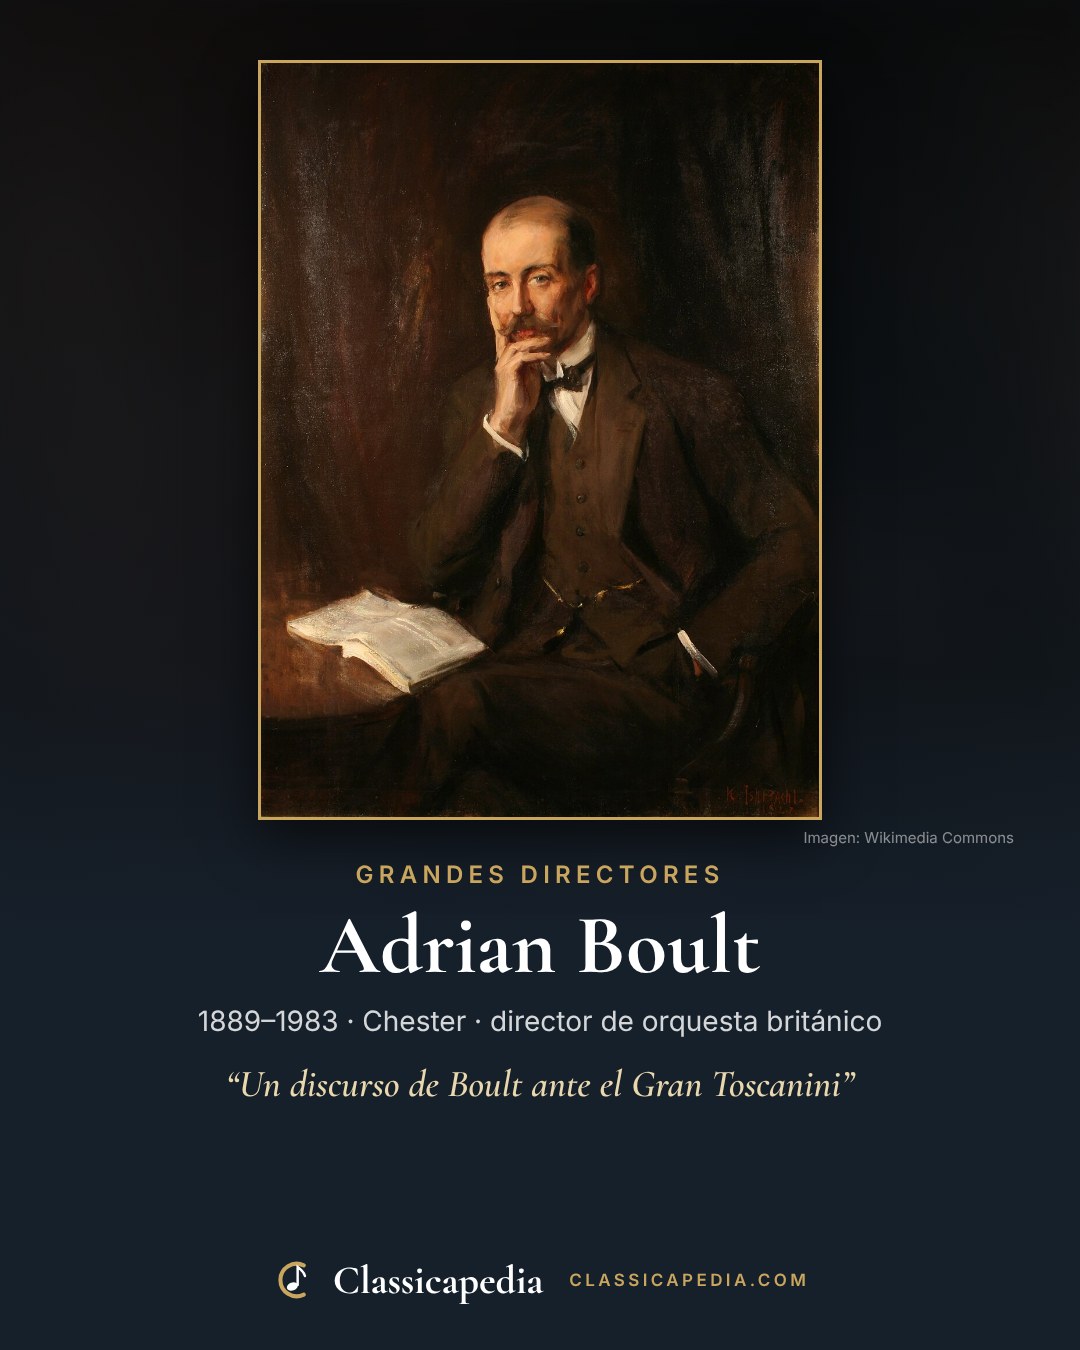 Imagen: Wikimedia Commons
GRANDES DIRECTORES
Adrian Boult
1889–1983 · Chester · director de orquesta británico
“Un discurso de Boult ante el Gran Toscanini”
Classicapedia CLASSICAPEDIA.COM